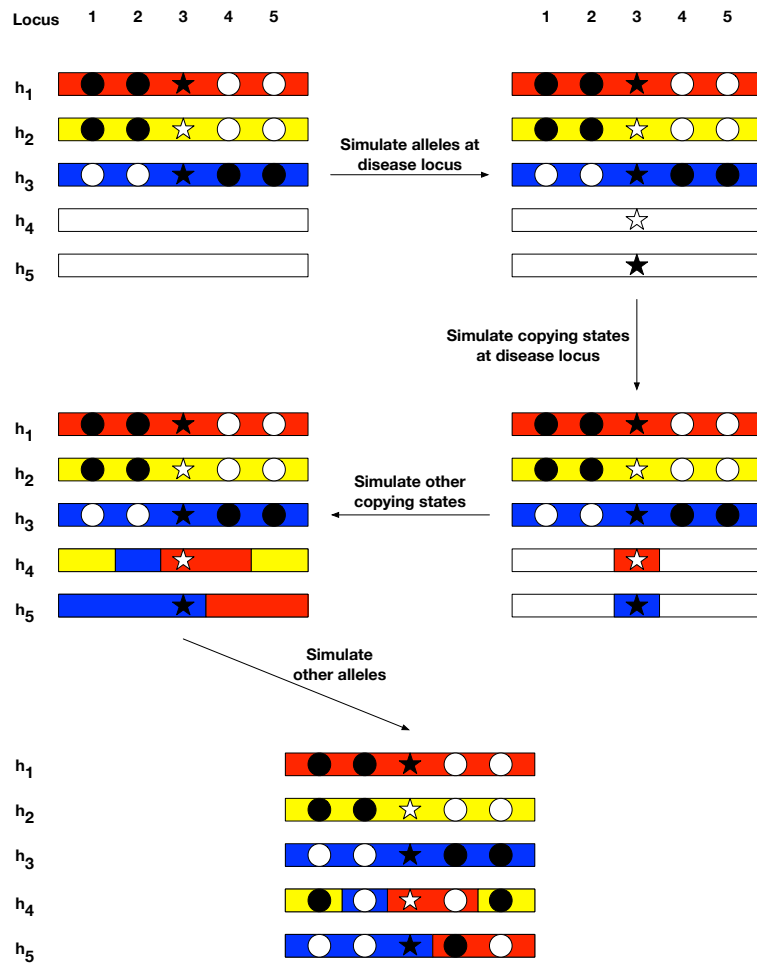 Locus 1 2 3 4 5 1 2 3 4 5
h1 h1
h2 h2
Simulate alleles at
disease locus
h3 h3
h4 h4
h5 h5
Simulate copying states
at disease locus
h1 h1
h2 h2
Simulate other
copying states
h3 h3
h4 h4
h5 h5
Simulate
other alleles
h1
h2
h3
h4
h5